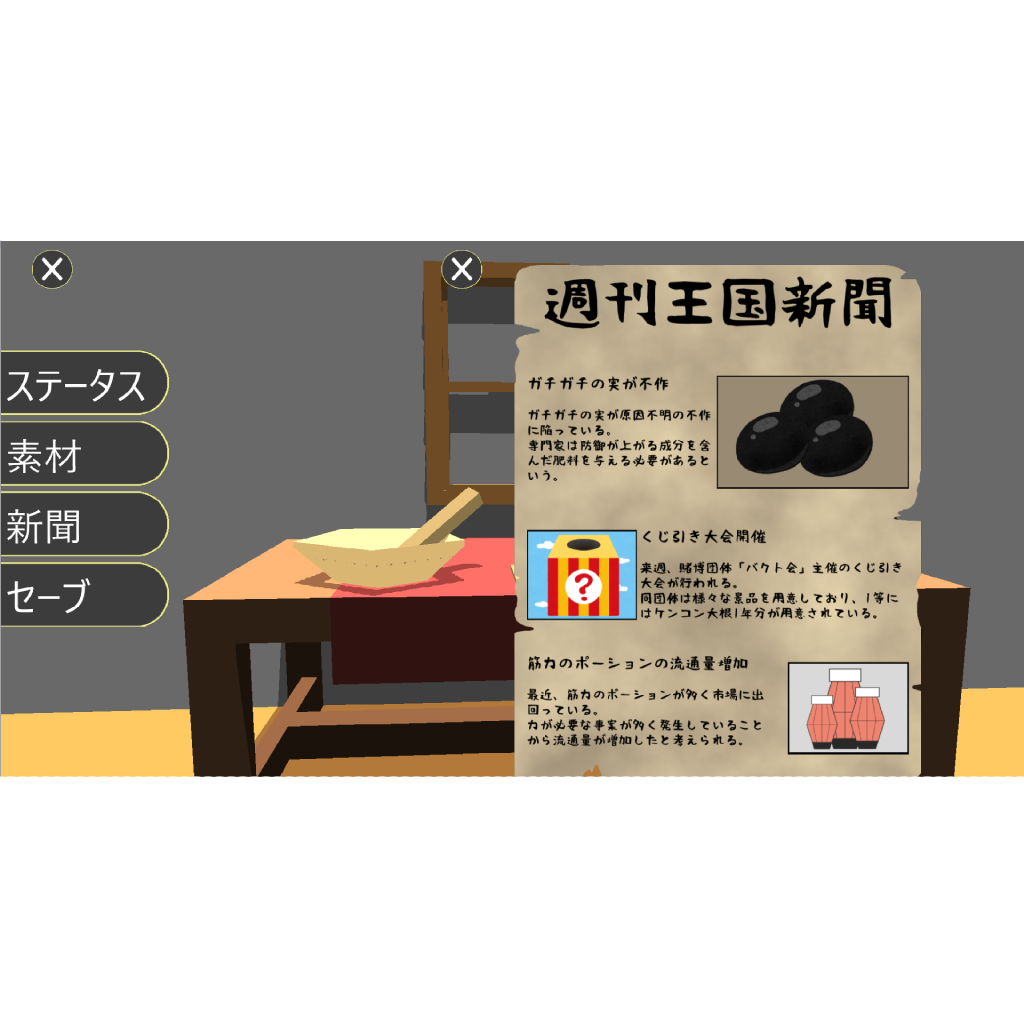 ステータス
素材
新聞
セーブ
週刊王国新聞
ガチガチの実が不作
ガチガチの実が原因不明の不作
に陥っている。
専門家は防御が上がる成分を含
んだ肥料を与える必要があると
いう。
くじ引き大会開催
来週、賭博団体「バクト会」主催のくじ引き
大会が行われる。
同団体は様々な景品を用意しており、1等に
はケンコン大根1年分が用意されている。
?
筋力のポーションの流通量増加
最近、筋力のポーションが多く市場に出
回っている。
力が必要な事案が多く発生していること
から流通量が増加したと考えられる。